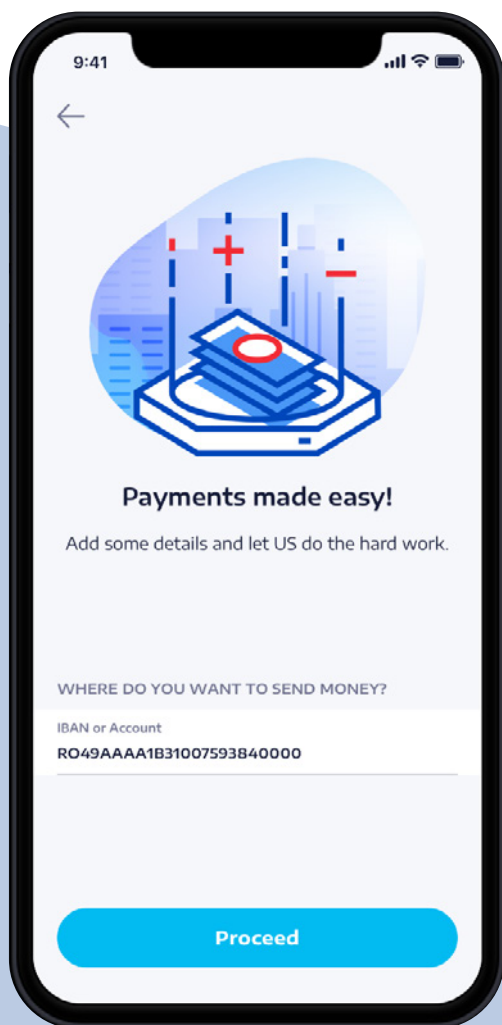 9:41
Payments made easy!
Add some details and let US do the hard work.
WHERE DO YOU WANT TO SEND MONEY?
IBAN or Account
RO49AAAA1B31007593840000
Proceed